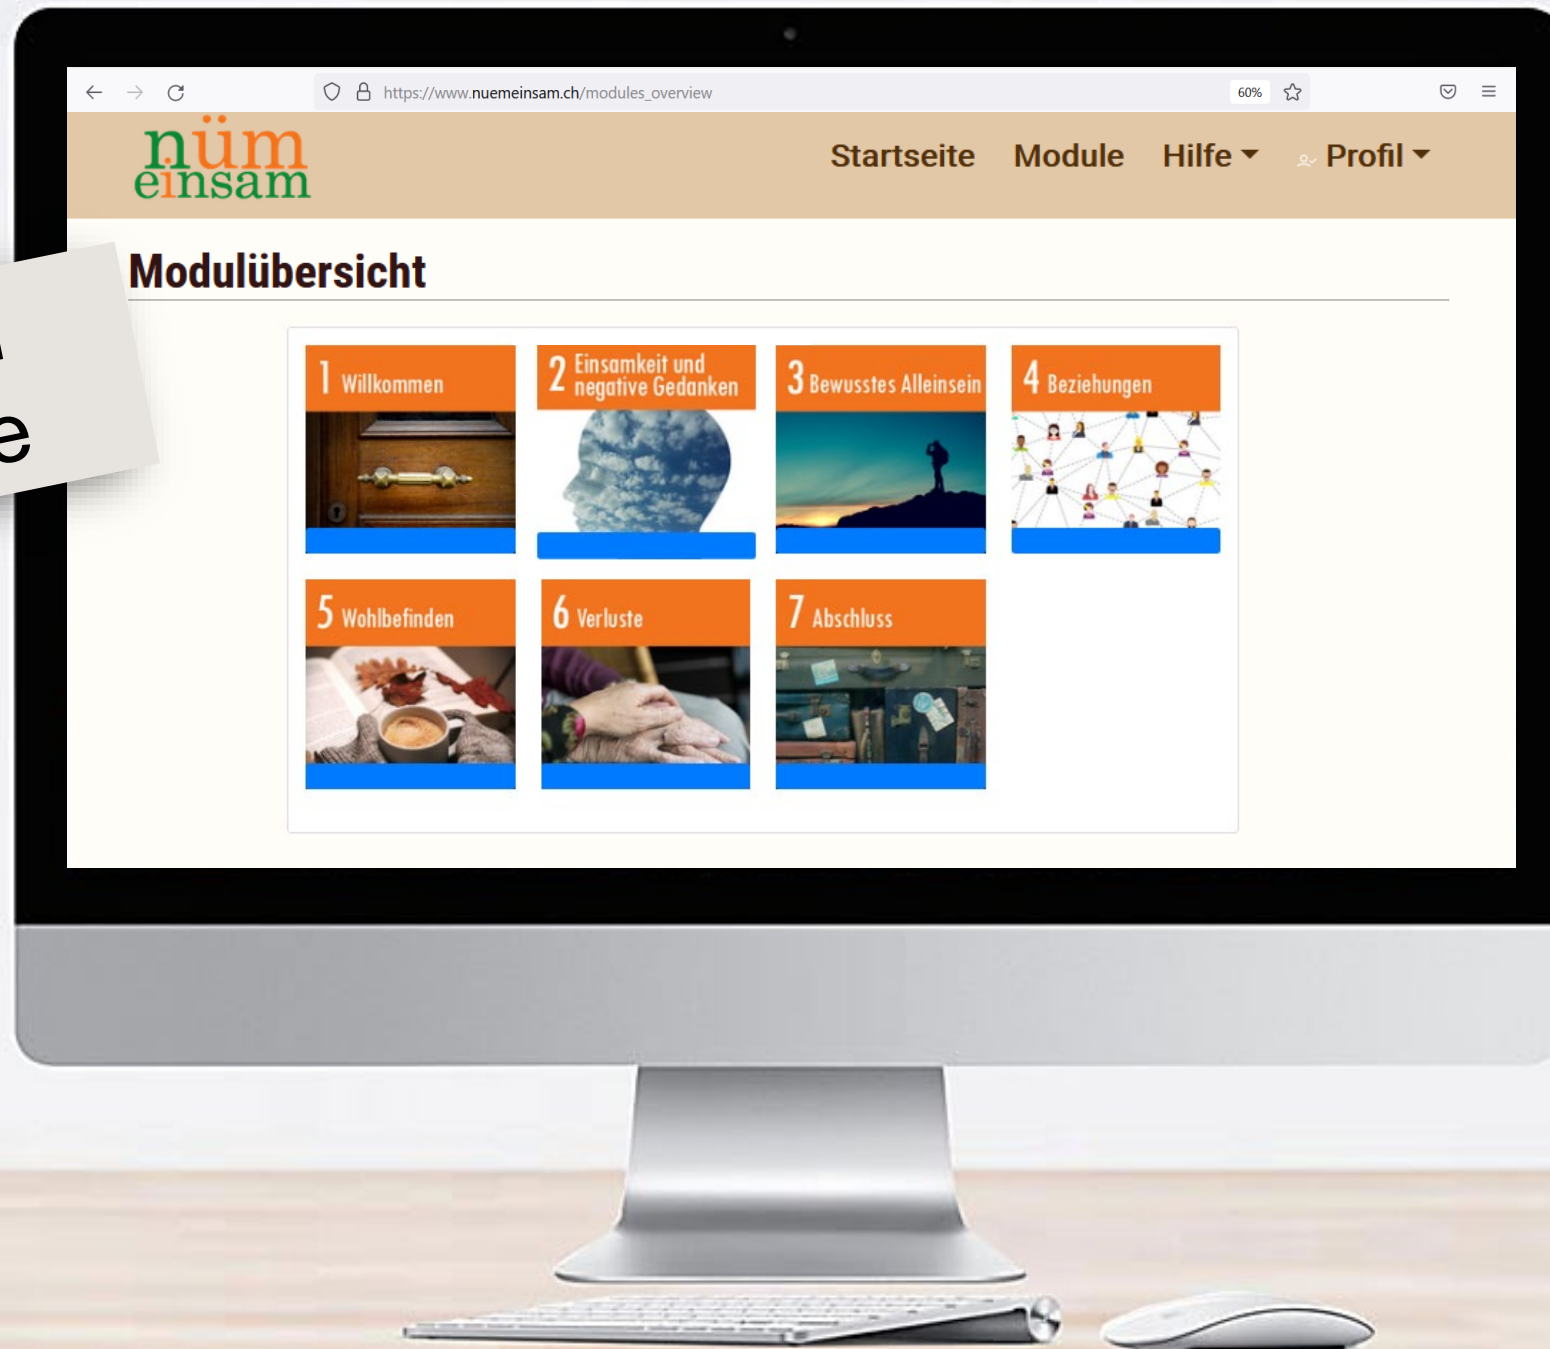 https://www.nuemeinsam.ch/modules_overview
60%
nüm
einsam
Startseite Module Hilfe Profil
Modulübersicht
1 Willkommen
2 Einsamkeit und
negative Gedanken
3 Bewusstes Alleinsein
4 Beziehungen
5 Wohlbefinden
6 Verluste
7 Abschluss